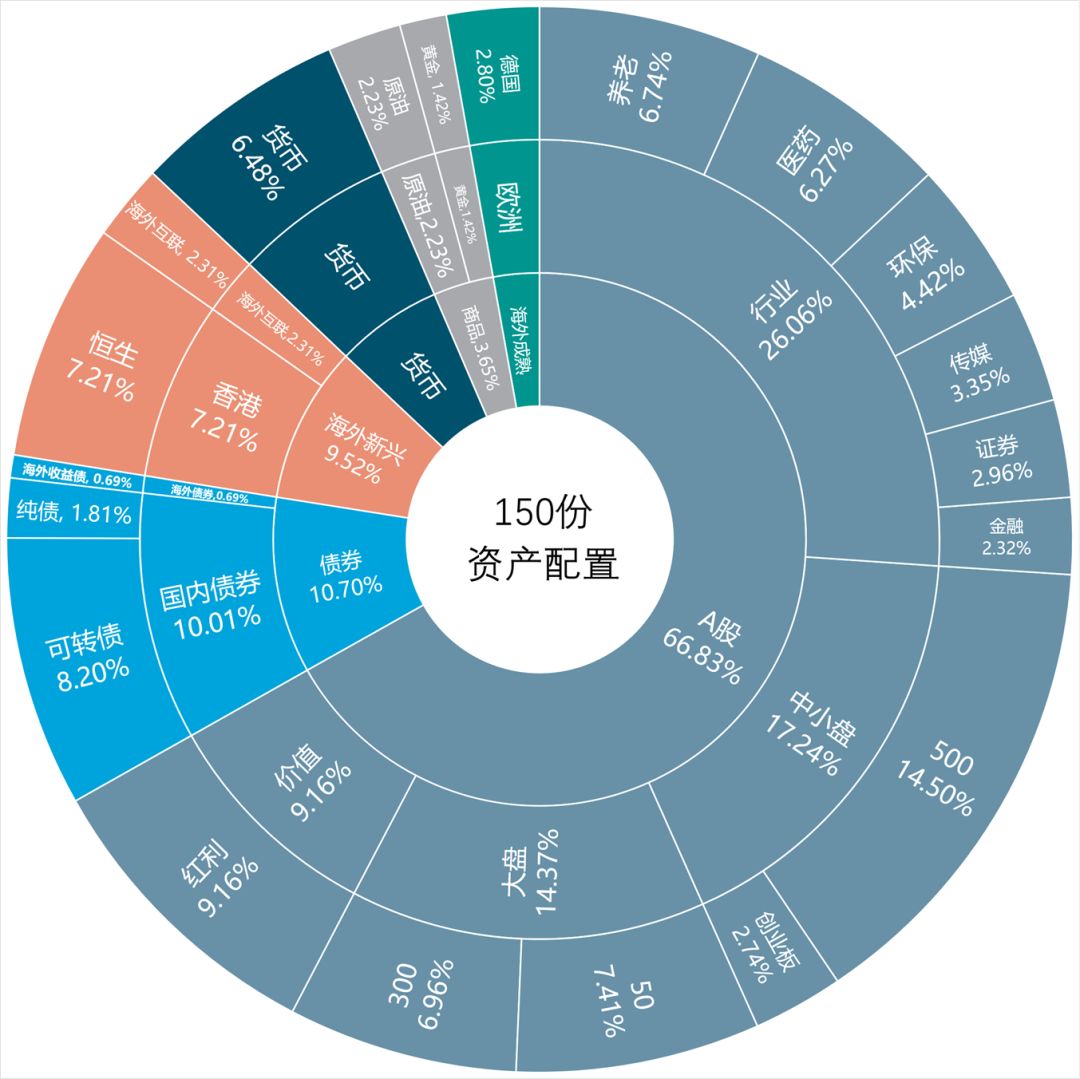 150份
资产配置
A股
66.83%
行业
26.06%
养老
6.74%
医药
6.27%
环保
4.42%
传媒
3.35%
证券
2.96%
金融
2.32%
中小盘
17.24%
500
14.50%
创业板
2.74%
大盘
14.37%
50
7.41%
300
6.96%
价值
9.16%
红利
9.16%
债券
10.70%
国内债券
10.01%
可转债
8.20%
纯债, 1.81%
海外债券,0.69%
海外收益债, 0.69%
海外新兴
9.52%
香港
7.21%
恒生
7.21%
海外互联,2.31%
海外互联, 2.31%
货币
货币
货币
6.48%
商品,3.65%
原油,2.23%
原油
2.23%
黄金,1.42%
黄金, 1.42%
海外成熟
欧洲
德国
2.80%